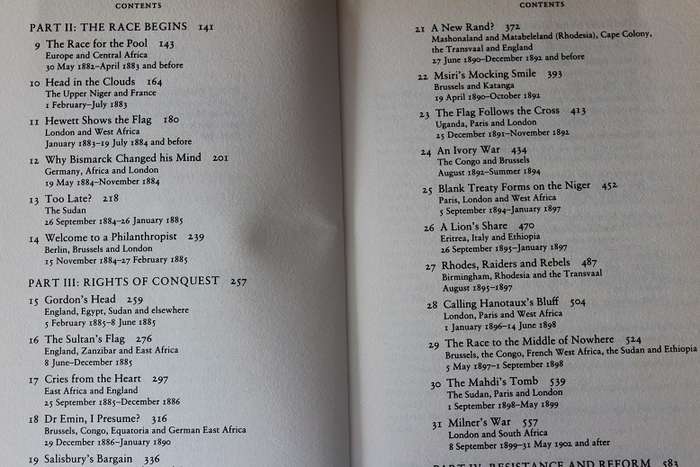 CONTENTS
PART II: THE RACE BEGINS 141
9 The Race for the Pool 143
Europe and Central Africa
30 May 1882–April 1883 and before
10 Head in the Clouds 164
The Upper Niger and France
1 February–July 1883
11 Hewett Shows the Flag 180
London and West Africa
January 1883–19 July 1884 and before
12 Why Bismarck Changed his Mind 201
Germany, Africa and London
19 May 1884–November 1884
13 Too Late? 218
The Sudan
26 September 1884–26 January 1885
14 Welcome to a Philanthropist 239
Berlin, Brussels and London
15 November 1884–27 February 1885
PART III: RIGHTS OF CONQUEST 257
15 Gordon's Head 259
England, Egypt, Sudan and elsewhere
5 February 1885–8 June 1885
16 The Sultan's Flag 276
England, Zanzibar and East Africa
8 June–December 1885
17 Cries from the Heart 297
East Africa and England
25 September 1885–December 1886
18 Dr Emin, I Presume? 316
Brussels, Congo, Equatoria and German East Africa
29 December 1886–January 1890
19 Salisbury's Bargain 336
CONTENTS
21 A New Rand? 372
Mashonaland and Matabeleland (Rhodesia), Cape Colony,
the Transvaal and England
27 June 1890–December 1892 and before
22 Msiri's Mocking Smile 393
Brussels and Katanga
19 April 1890–October 1892
23 The Flag Follows the Cross 413
Uganda, Paris and London
25 December 1891–November 1892
24 An Ivory War 434
The Congo and Brussels
August 1892–Summer 1894
25 Blank Treaty Forms on the Niger 452
Paris, London and West Africa
5 September 1894–January 1897
26 A Lion's Share 470
Eritrea, Italy and Ethiopia
26 September 1895–January 1897
27 Rhodes, Raiders and Rebels 487
Birmingham, Rhodesia and the Transvaal
August 1895–1897
28 Calling Hanotaux's Bluff 504
London, Paris and West Africa
1 January 1896–14 June 1898
29 The Race to the Middle of Nowhere 524
Brussels, the Congo, French West Africa, the Sudan and Ethiopia
5 May 1897–1 September 1898
30 The Mahdi's Tomb 539
The Sudan, Paris and London
1 September 1898–May 1899
31 Milner's War 557
London and South Africa
8 September 1899–31 May 1902 and after
PART IV: RESISTANCE AND REFORM 583